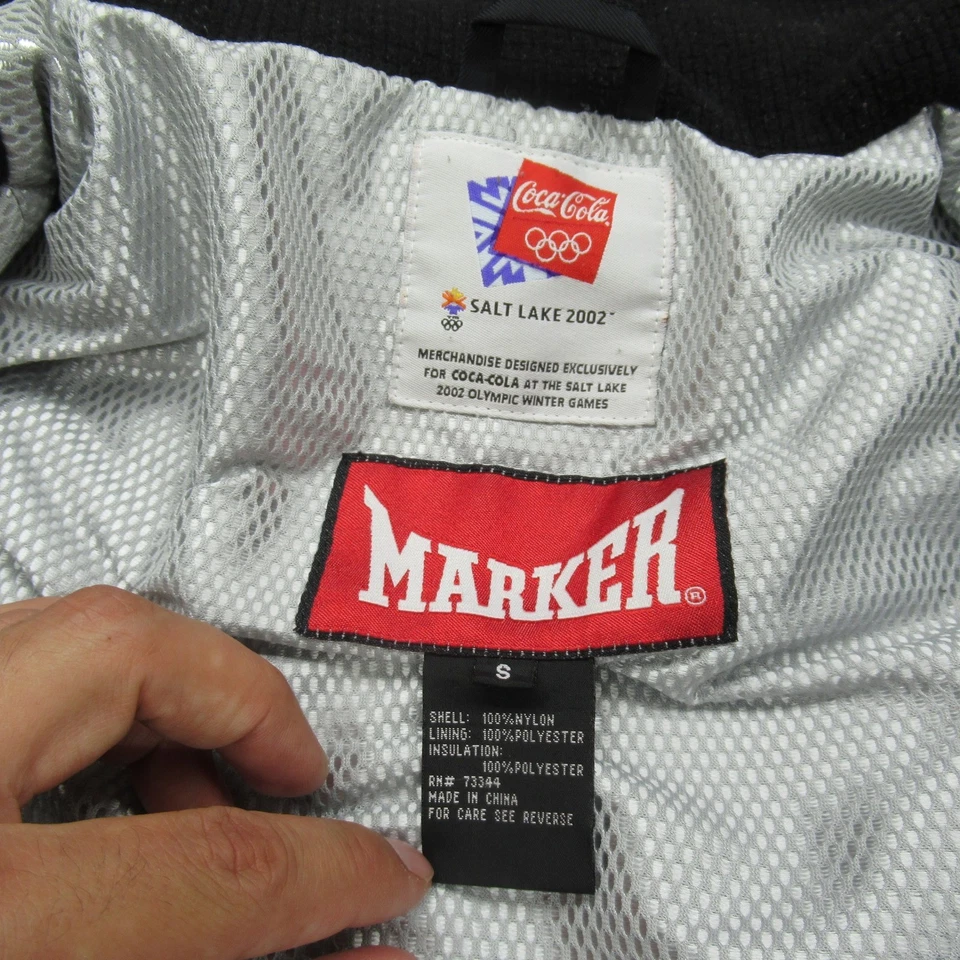 Coca-Cola
SALT LAKE 2002™
MERCHANDISE DESIGNED EXCLUSIVELY
FOR COCA-COLA AT THE SALT LAKE
2002 OLYMPIC WINTER GAMES
MARKER®
S
SHELL: 100%NYLON
LINING: 100%POLYESTER
INSULATION:
100%POLYESTER
RN# 73344
MADE IN CHINA
FOR CARE SEE REVERSE